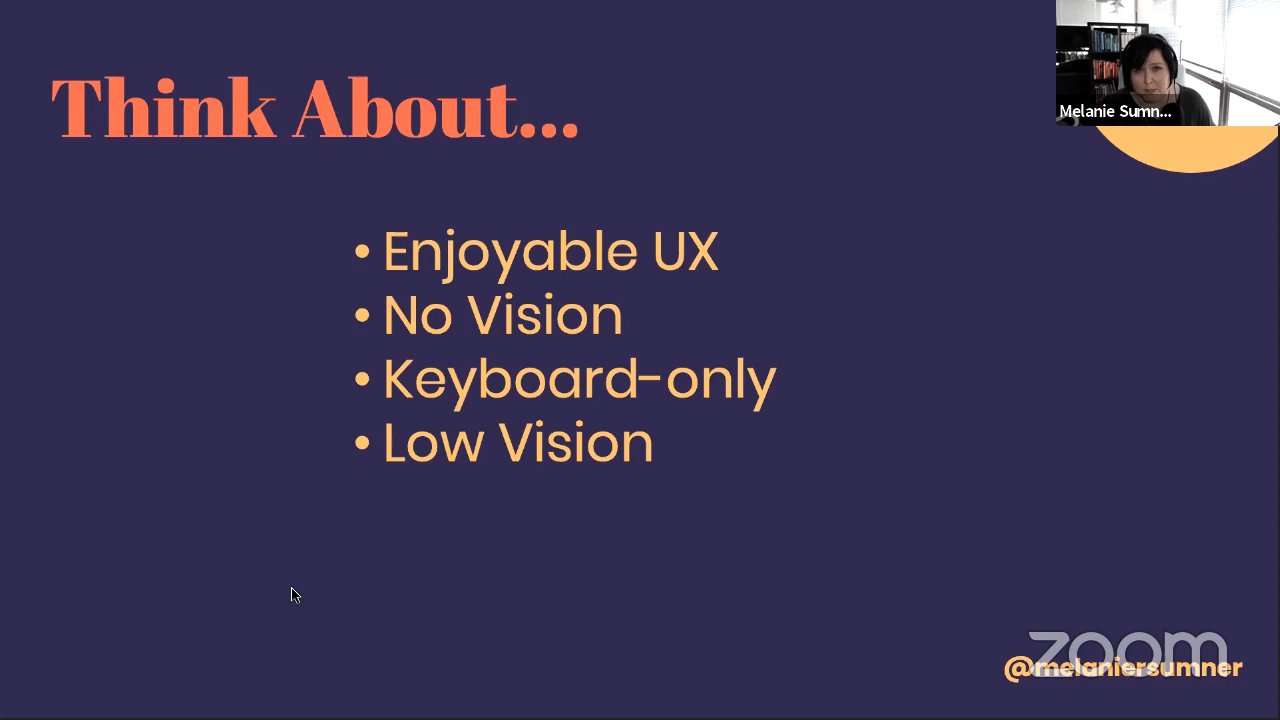 Think About...
Melanie Sumn...
• Enjoyable UX
• No Vision
• Keyboard-only
• Low Vision
zoom
@melaniersumner